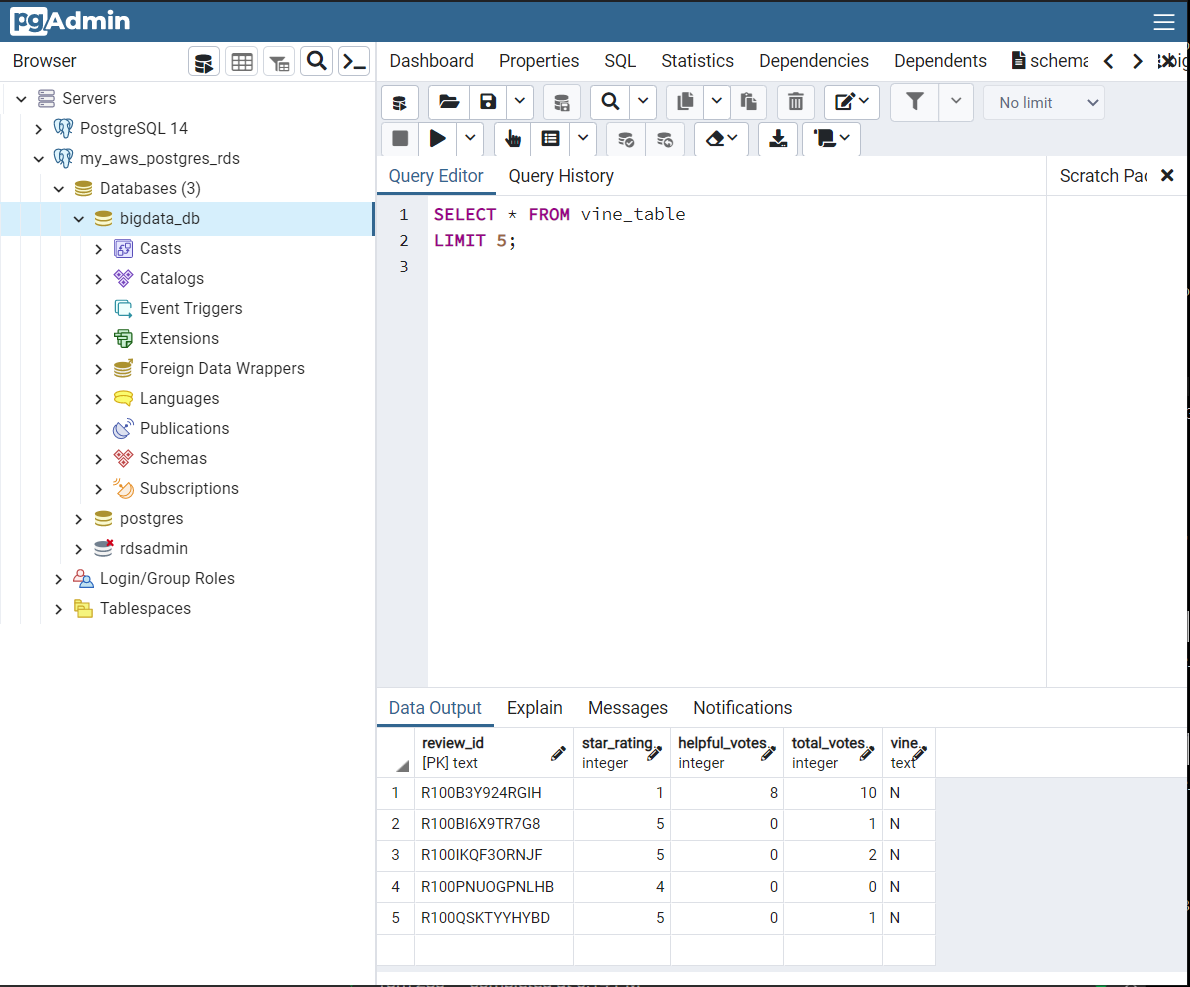 pgAdmin
Browser
Dashboard Properties SQL Statistics Dependencies Dependents schema big
Servers
PostgreSQL 14
my_aws_postgres_rds
Databases (3)
bigdata_db
Casts
Catalogs
Event Triggers
Extensions
Foreign Data Wrappers
Languages
Publications
Schemas
Subscriptions
postgres
rdsadmin
Login/Group Roles
Tablespaces
No limit
Query Editor Query History Scratch Pac
1 SELECT * FROM vine_table
2 LIMIT 5;
3
Data Output Explain Messages Notifications
review_id star_rating helpful_votes total_votes vine
[PK] text integer integer integer text
1 R100B3Y924RGIH 1 8 10 N
2 R100BI6X9TR7G8 5 0 1 N
3 R100IKQF3ORNJF 5 0 2 N
4 R100PNUOGPNLHB 4 0 0 N
5 R100QSKTYYHYBD 5 0 1 N